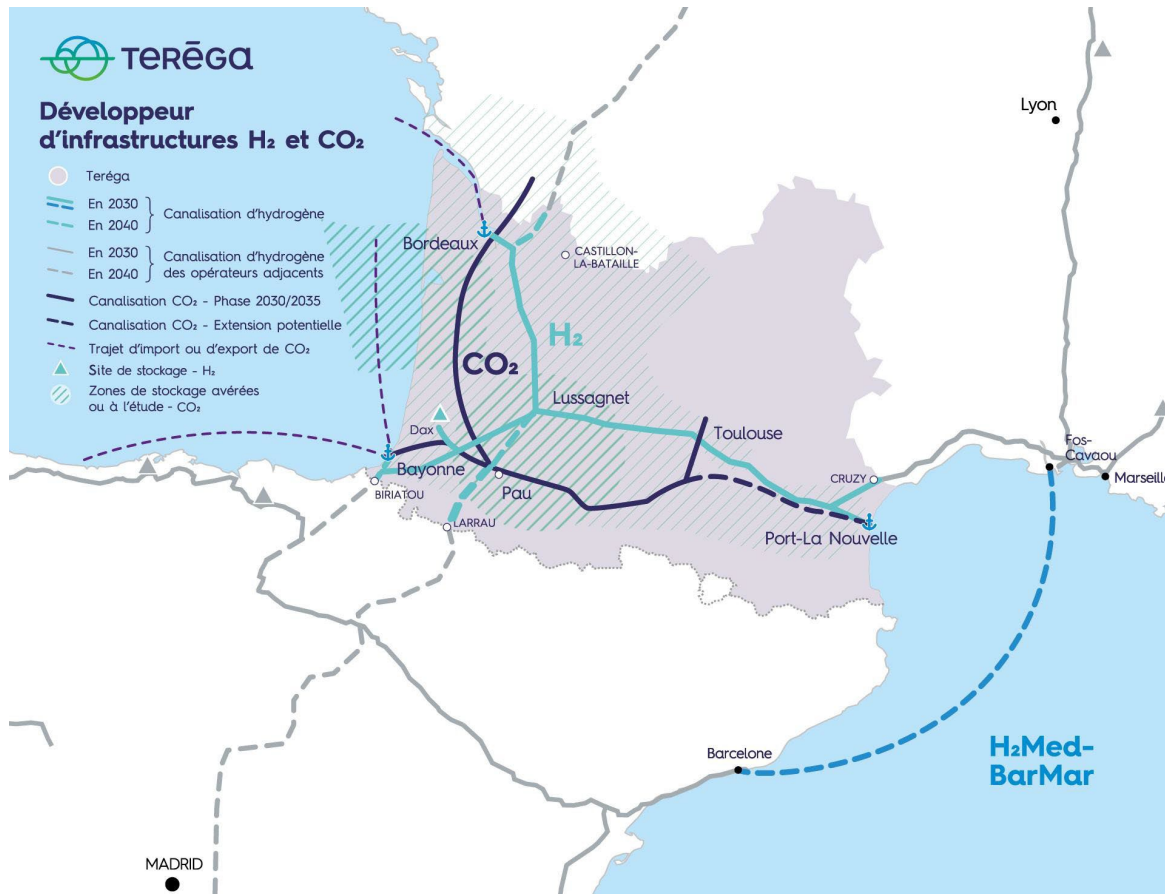 TERĒGA
Développeur
d'infrastructures H₂ et CO₂
Teréga
En 2030
En 2040
Canalisation d'hydrogène
En 2030
En 2040
Canalisation d'hydrogène
des opérateurs adjacents
Canalisation CO₂ - Phase 2030/2035
Canalisation CO₂ - Extension potentielle
Trajet d'import ou d'export de CO₂
Site de stockage - H₂
Zones de stockage avérées
ou à l'étude - CO₂
Lyon
Bordeaux
CASTILLON-
LA-BATAILLE
H₂
CO₂
Lussagnet
Dax
Toulouse
Bayonne
BIRIATOU
Pau
CRUZY
Fos-
Cavaou
Marseille
LARRAU
Port-La Nouvelle
Barcelone
H₂Med-
BarMar
MADRID